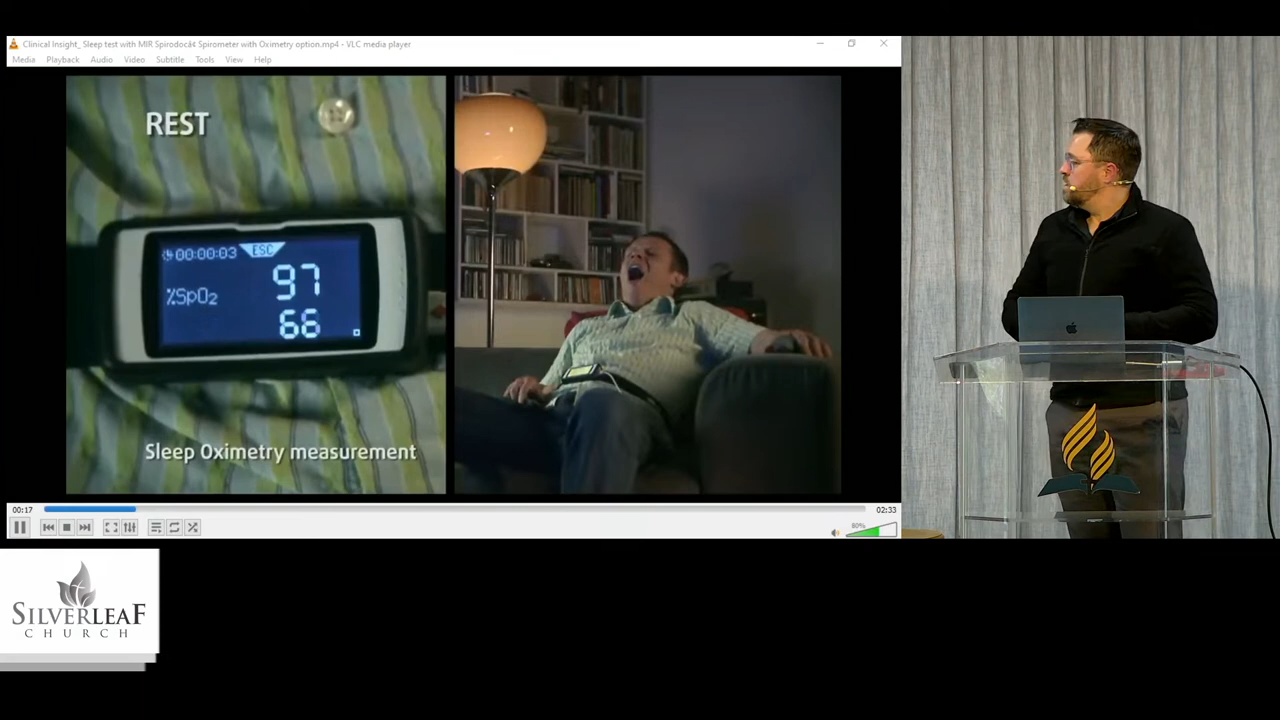 Clinical Insight_ Sleep test with MIR Spirodocâ¢ Spirometer with Oximetry option.mp4 - VLC media player
Media Playback Audio Video Subtitle Tools View Help
REST
00:00:03 ESC
97
%SpO2
66
Sleep Oximetry measurement
00:17
02:33
80%
SILVERLEAF
CHURCH